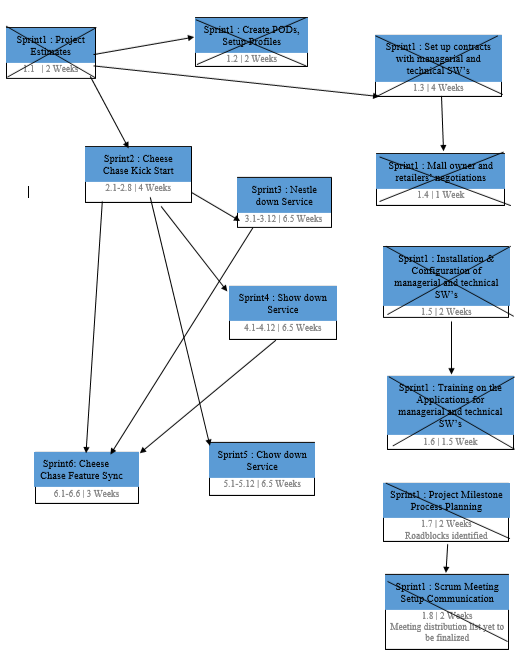 Sprint1 : Project
Estimates
1.1 | 2 Weeks
Sprint1 : Create PODs,
Setup Profiles
1.2 | 2 Weeks
Sprint1 : Set up contracts
with managerial and
technical SW's
1.3 | 4 Weeks
Sprint2 : Cheese
Chase Kick Start
2.1-2.8 | 4 Weeks
Sprint1 : Mall owner and
retailers' negotiations
1.4 | 1 Week
Sprint3 : Nestle
down Service
3.1-3.12 | 6.5 Weeks
Sprint1 : Installation &
Configuration of
managerial and technical
SW's
1.5 | 2 Weeks
Sprint4 : Show down
Service
4.1-4.12 | 6.5 Weeks
Sprint1 : Training on the
Applications for
managerial and technical
SW's
1.6 | 1.5 Week
Sprint6: Cheese
Chase Feature Sync
6.1-6.6 | 3 Weeks
Sprint5 : Chow down
Service
5.1-5.12 | 6.5 Weeks
Sprint1 : Project Milestone
Process Planning
1.7 | 2 Weeks
Roadblocks identified
Sprint1 : Scrum Meeting
Setup Communication
1.8 | 2 Weeks
Meeting distribution list yet to
be finalized